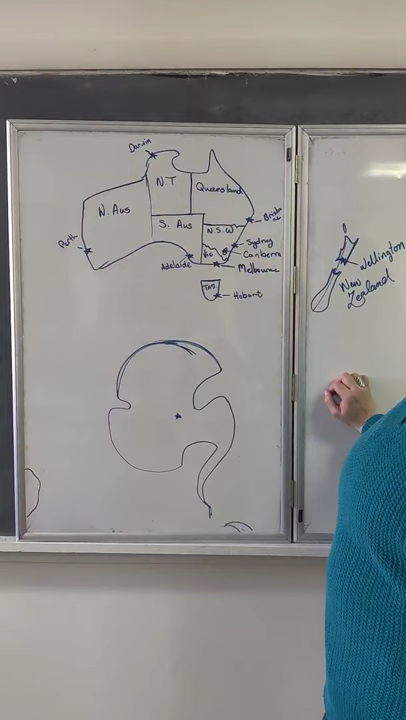 Darwin
N.T
Queensland
W. Aus
S. Aus
N.S.W
Brisbane
Perth
Sydney
Vic
Canberra
Adelaide
Melbourne
Tas.
Hobart
Wellington
New
Zealand